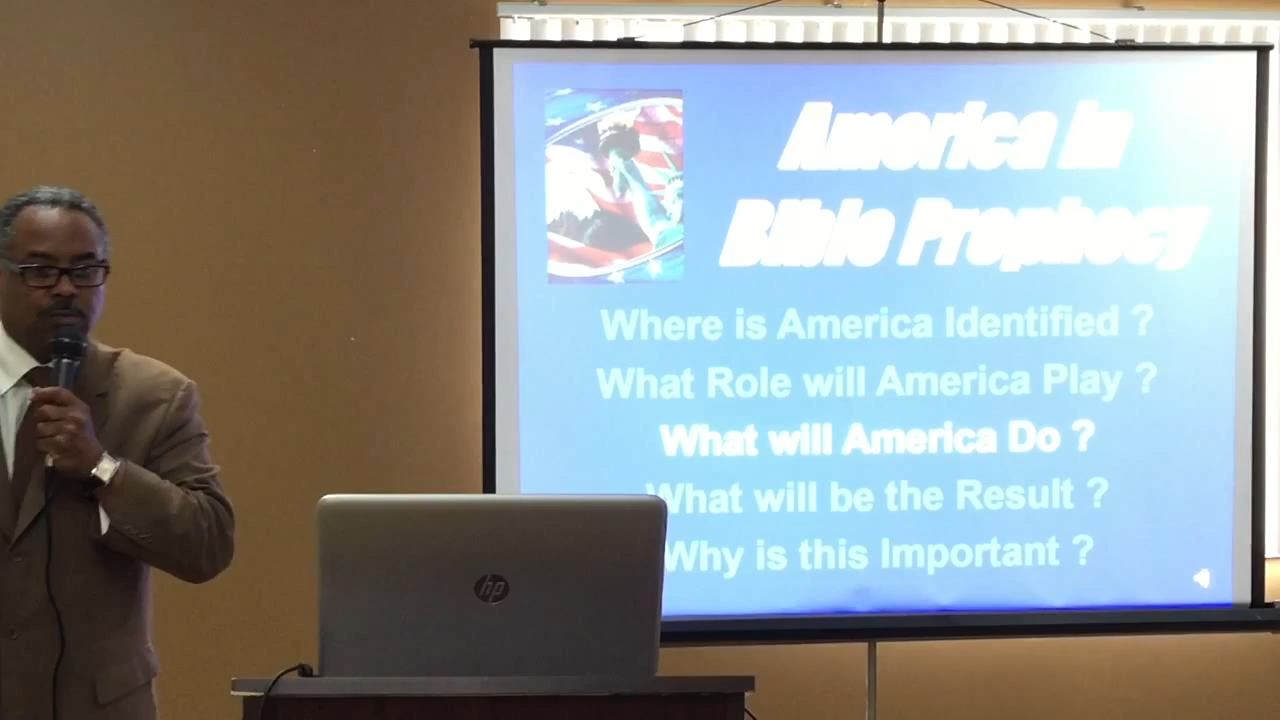 America in
Bible Prophecy
Where is America Identified ?
What Role will America Play ?
What will America Do ?
What will be the Result ?
Why is this Important ?
hp